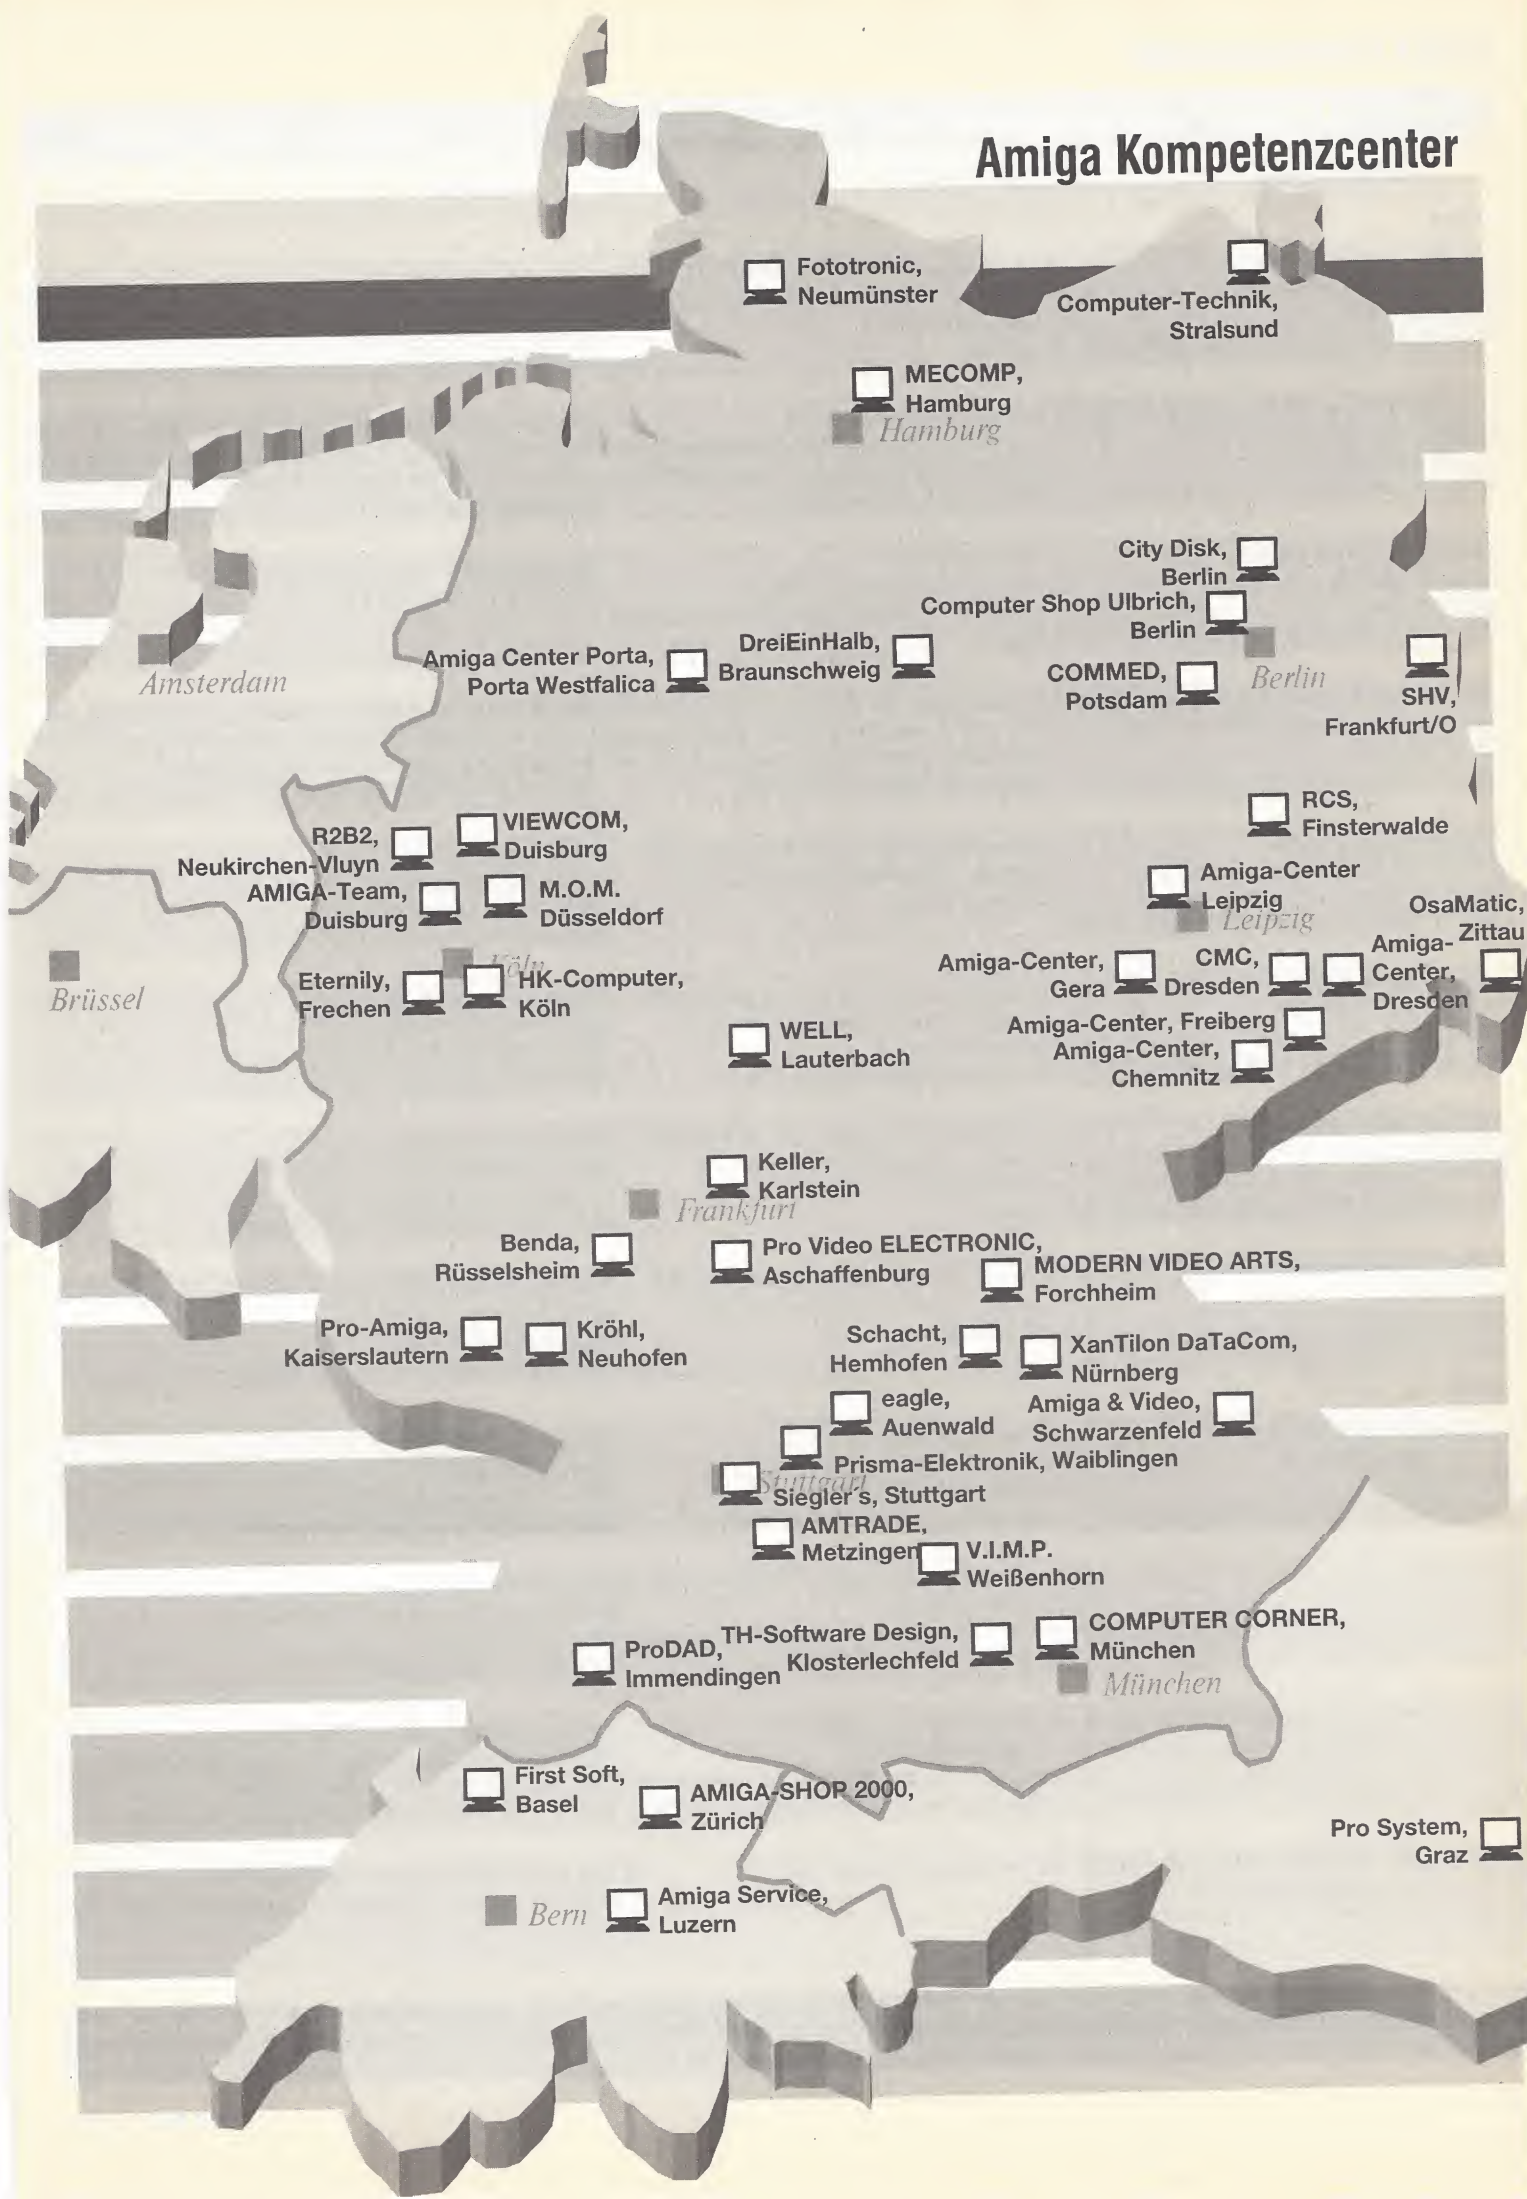 Amiga Kompetenzcenter
Fototronic,
Neumünster
Computer-Technik,
Stralsund
MECOMP,
Hamburg
Hamburg
City Disk,
Berlin
Computer Shop Ulbrich,
Berlin
Berlin
COMMED,
Potsdam
SHV,
Frankfurt/O
DreiEinHalb,
Braunschweig
Amiga Center Porta,
Porta Westfalica
Amsterdam
RCS,
Finsterwalde
VIEWCOM,
Duisburg
R2B2,
Neukirchen-Vluyn
AMIGA-Team,
Duisburg
M.O.M.
Düsseldorf
Amiga-Center
Leipzig
Leipzig
OsaMatic,
Zittau
Amiga-
Center,
Dresden
CMC,
Dresden
Amiga-Center,
Gera
Köln
Eternily,
Frechen
HK-Computer,
Köln
Brüssel
Amiga-Center, Freiberg
Amiga-Center,
Chemnitz
WELL,
Lauterbach
Keller,
Karlstein
Frankfurt
Benda,
Rüsselsheim
Pro Video ELECTRONIC,
Aschaffenburg
MODERN VIDEO ARTS,
Forchheim
Pro-Amiga,
Kaiserslautern
Kröhl,
Neuhofen
Schacht,
Hemhofen
XanTilon DaTaCom,
Nürnberg
eagle,
Auenwald
Amiga & Video,
Schwarzenfeld
Prisma-Elektronik, Waiblingen
Stuttgart
Siegler's, Stuttgart
AMTRADE,
Metzingen
V.I.M.P.
Weißenhorn
ProDAD,
Immendingen
TH-Software Design,
Klosterlechfeld
COMPUTER CORNER,
München
München
First Soft,
Basel
AMIGA-SHOP 2000,
Zürich
Pro System,
Graz
Bern
Amiga Service,
Luzern